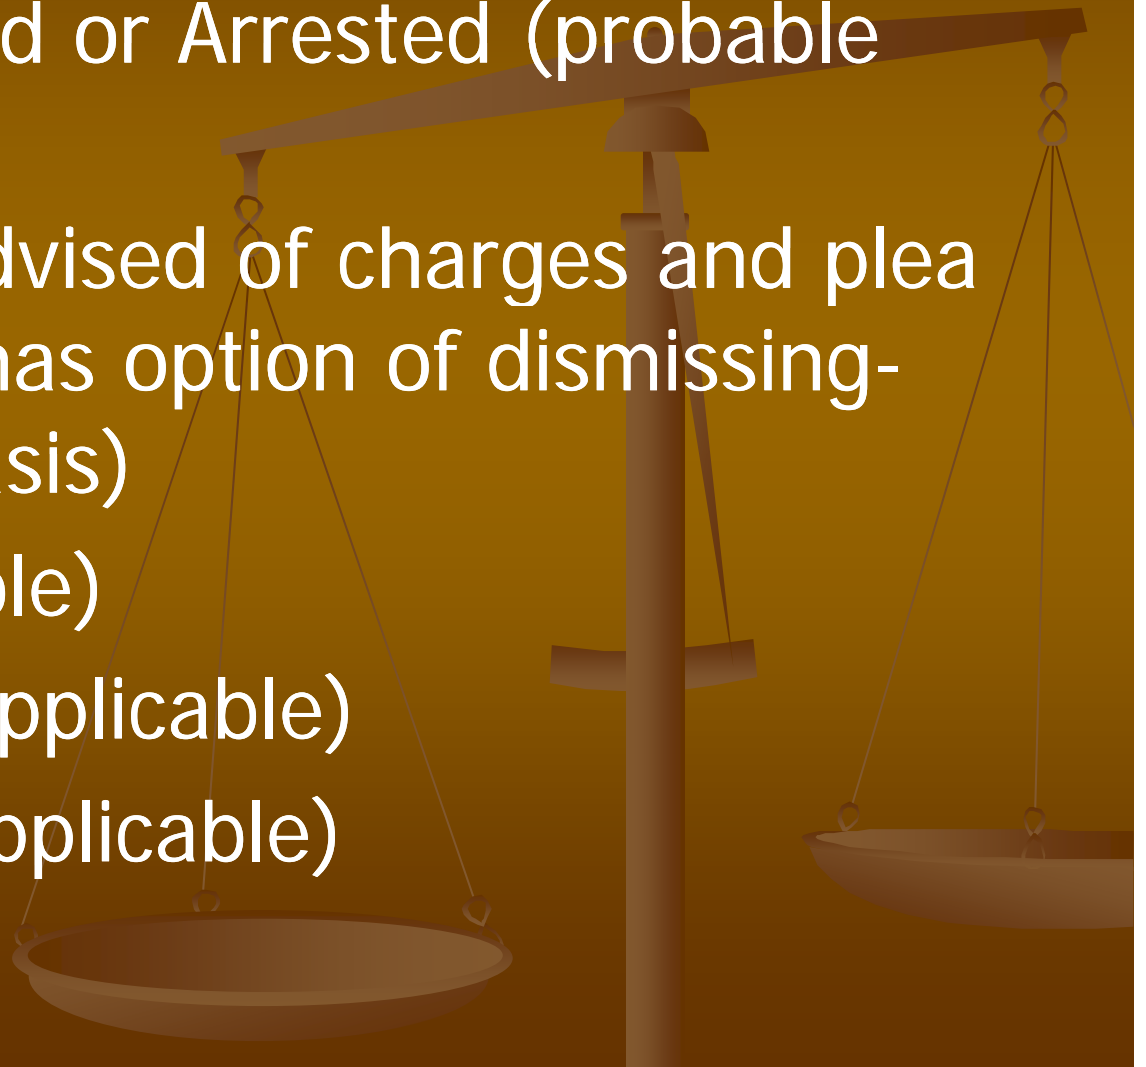 d or Arrested (probable
dvised of charges and plea
has option of dismissing-
sis)
ble)
pplicable)
pplicable)